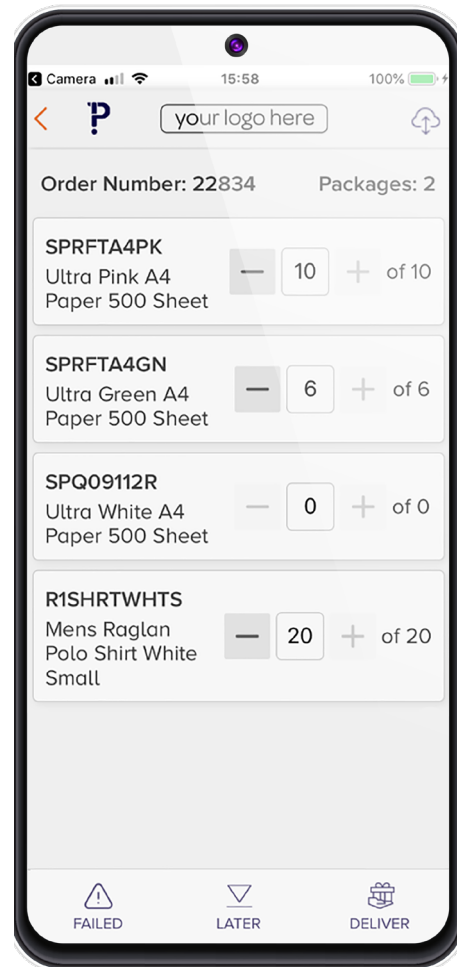 Camera 15:58 100%
your logo here
Order Number: 22834 Packages: 2
SPRFTA4PK
Ultra Pink A4
Paper 500 Sheet
10 of 10
SPRFTA4GN
Ultra Green A4
Paper 500 Sheet
6 of 6
SPQ09112R
Ultra White A4
Paper 500 Sheet
0 of 0
R1SHRTWHTS
Mens Raglan
Polo Shirt White
Small
20 of 20
FAILED LATER DELIVER